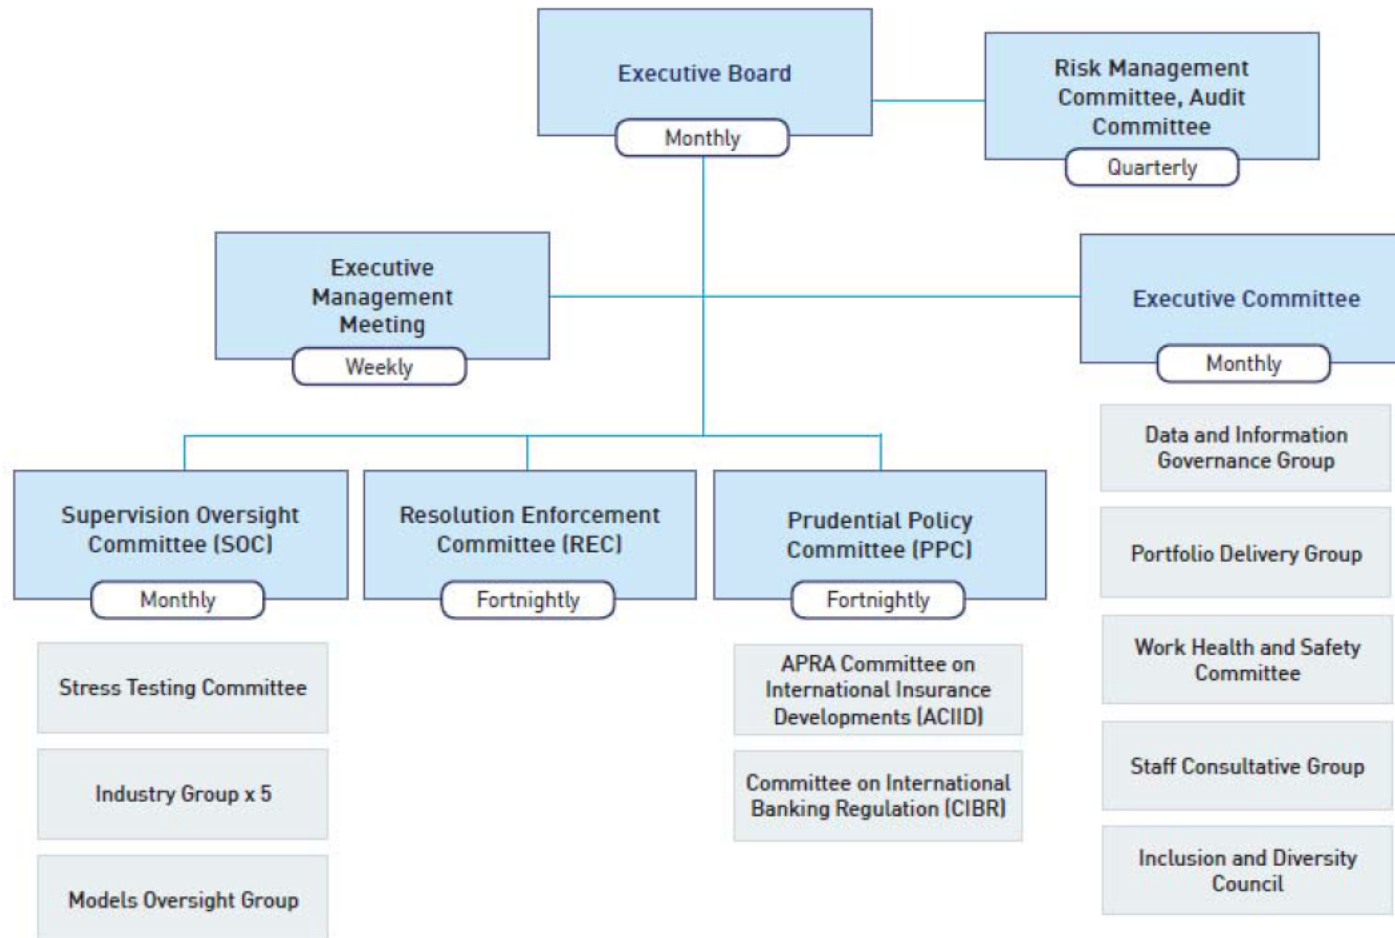 Executive Board
Monthly
Risk Management
Committee, Audit
Committee
Quarterly
Executive
Management
Meeting
Weekly
Executive Committee
Monthly
Data and Information
Governance Group
Portfolio Delivery Group
Work Health and Safety
Committee
Staff Consultative Group
Inclusion and Diversity
Council
Supervision Oversight
Committee (SOC)
Monthly
Stress Testing Committee
Industry Group x 5
Models Oversight Group
Resolution Enforcement
Committee (REC)
Fortnightly
Prudential Policy
Committee (PPC)
Fortnightly
APRA Committee on
International Insurance
Developments (ACIID)
Committee on International
Banking Regulation (CIBR)